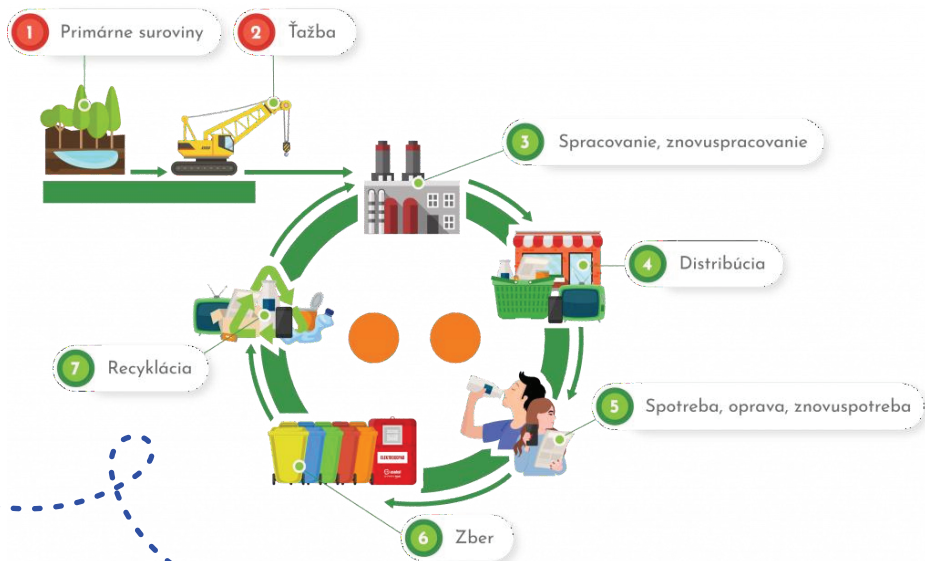 1 Primárne suroviny
2 Ťažba
3 Spracovanie, znovuspracovanie
4 Distribúcia
7 Recyklácia
5 Spotreba, oprava, znovuspotreba
6 Zber